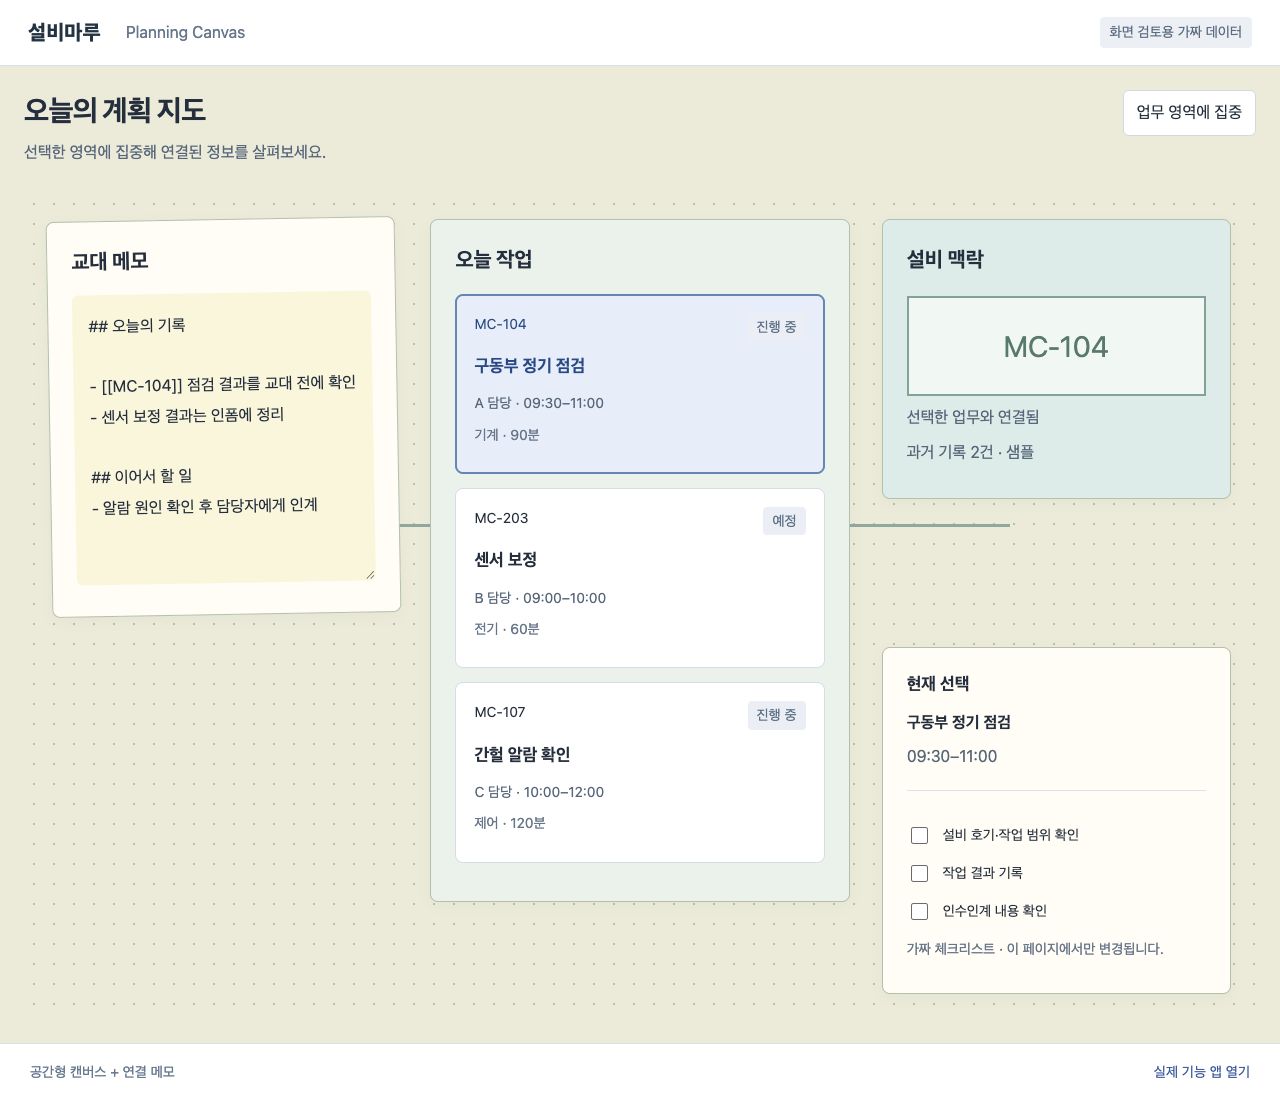 설비마루 Planning Canvas
화면 검토용 가짜 데이터
오늘의 계획 지도
업무 영역에 집중
선택한 영역에 집중해 연결된 정보를 살펴보세요.
교대 메모
## 오늘의 기록
- [[MC-104]] 점검 결과를 교대 전에 확인
- 센서 보정 결과는 인폼에 정리
## 이어서 할 일
- 알람 원인 확인 후 담당자에게 인계
오늘 작업
MC-104 진행 중
구동부 정기 점검
A 담당 · 09:30–11:00
기계 · 90분
MC-203 예정
센서 보정
B 담당 · 09:00–10:00
전기 · 60분
MC-107 진행 중
간헐 알람 확인
C 담당 · 10:00–12:00
제어 · 120분
설비 맥락
MC-104
선택한 업무와 연결됨
과거 기록 2건 · 샘플
현재 선택
구동부 정기 점검
09:30–11:00
설비 호기·작업 범위 확인
작업 결과 기록
인수인계 내용 확인
가짜 체크리스트 · 이 페이지에서만 변경됩니다.
공간형 캔버스 + 연결 메모
실제 기능 앱 열기